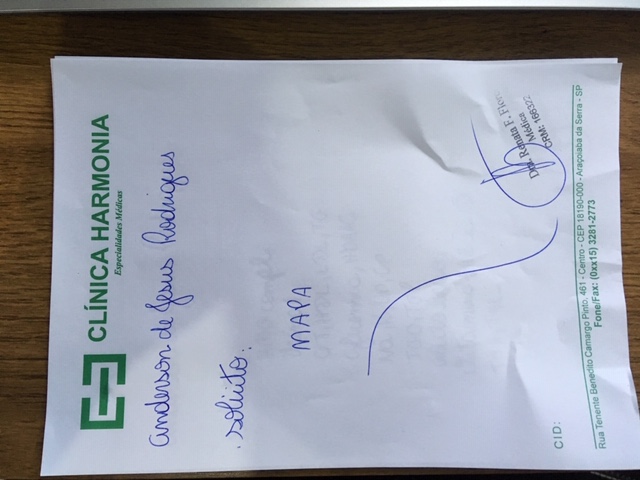 CLÍNICA HARMONIA
Especialidades Médicas
Anderson de Jesus Rodrigues
. solicito:
MAPA
Dra. Renata F. Flor
Médica
CRM: 166322
CID:
Rua Tenente Benedito Camargo Pinto, 461 - Centro - CEP 18190-000 - Araçoiaba da Serra - SP
Fone/Fax: (0xx15) 3281-2773